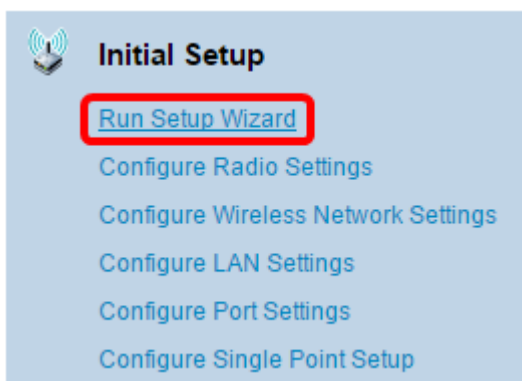 Initial Setup
Run Setup Wizard
Configure Radio Settings
Configure Wireless Network Settings
Configure LAN Settings
Configure Port Settings
Configure Single Point Setup